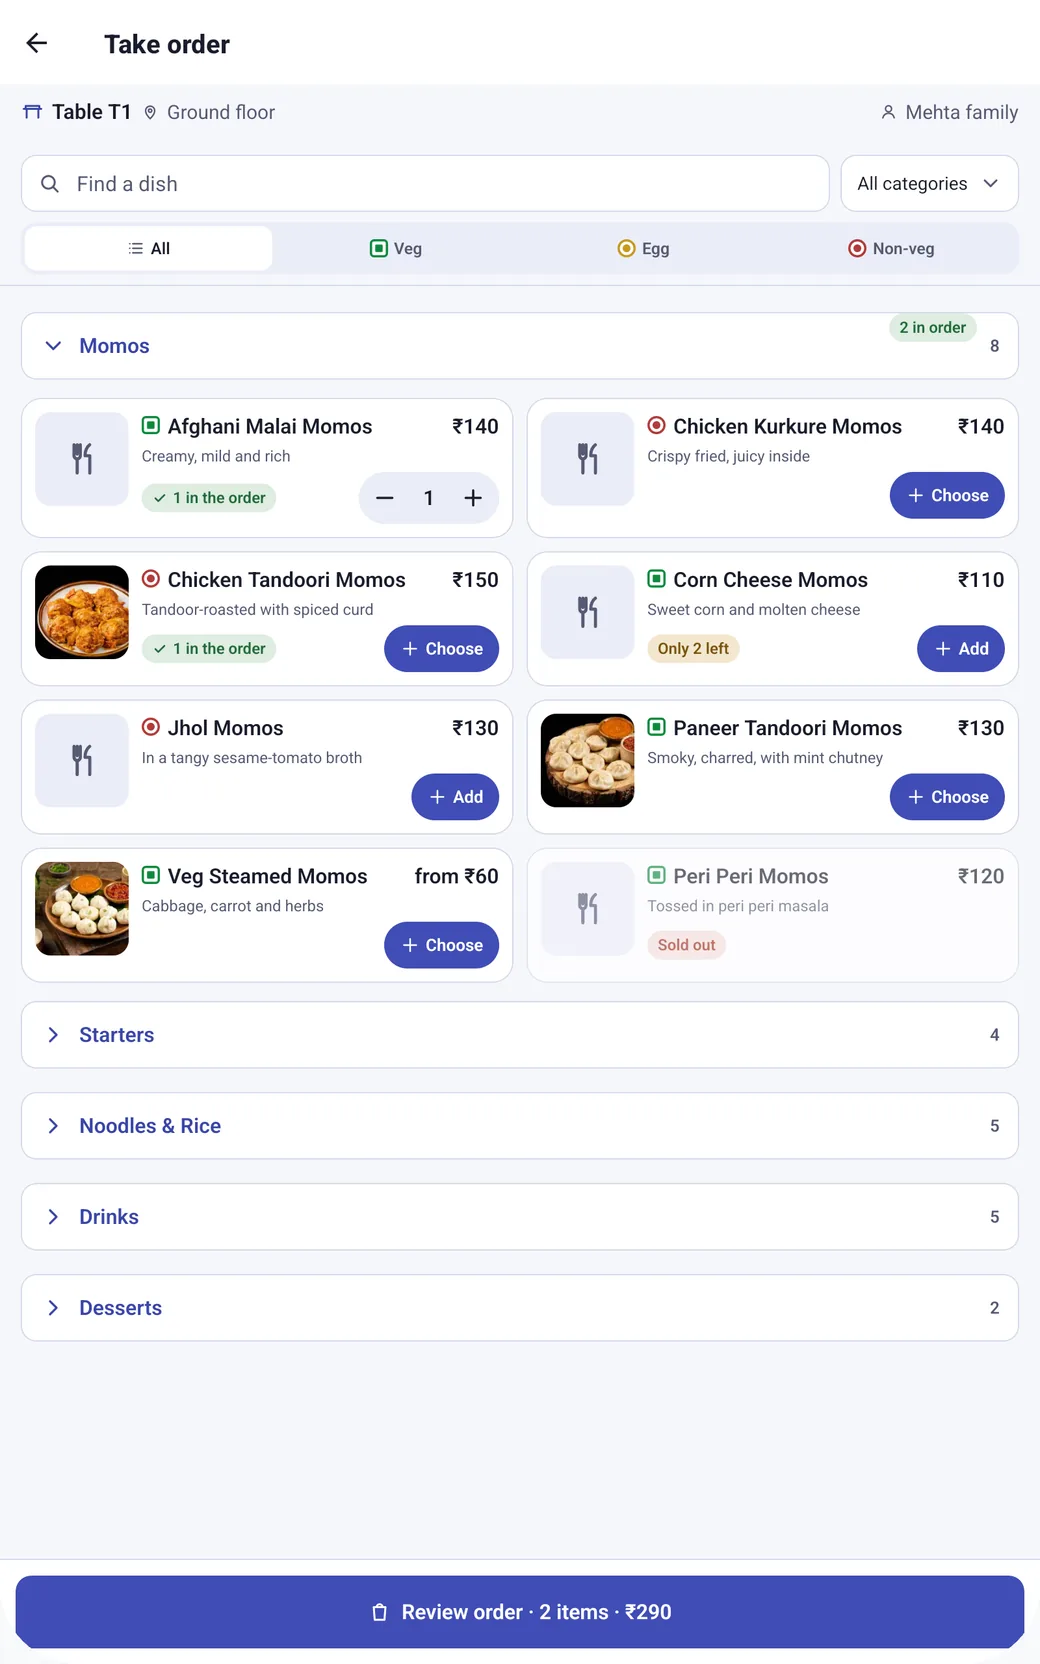 Take order
Table T1 Ground floor Mehta family
Find a dish All categories
All Veg Egg Non-veg
2 in order
Momos 8
Afghani Malai Momos ₹140
Creamy, mild and rich
1 in the order 1
Chicken Kurkure Momos ₹140
Crispy fried, juicy inside
Choose
Chicken Tandoori Momos ₹150
Tandoor-roasted with spiced curd
1 in the order Choose
Corn Cheese Momos ₹110
Sweet corn and molten cheese
Only 2 left Add
Jhol Momos ₹130
In a tangy sesame-tomato broth
Add
Paneer Tandoori Momos ₹130
Smoky, charred, with mint chutney
Choose
Veg Steamed Momos from ₹60
Cabbage, carrot and herbs
Choose
Peri Peri Momos ₹120
Tossed in peri peri masala
Sold out
Starters 4
Noodles & Rice 5
Drinks 5
Desserts 2
Review order · 2 items · ₹290